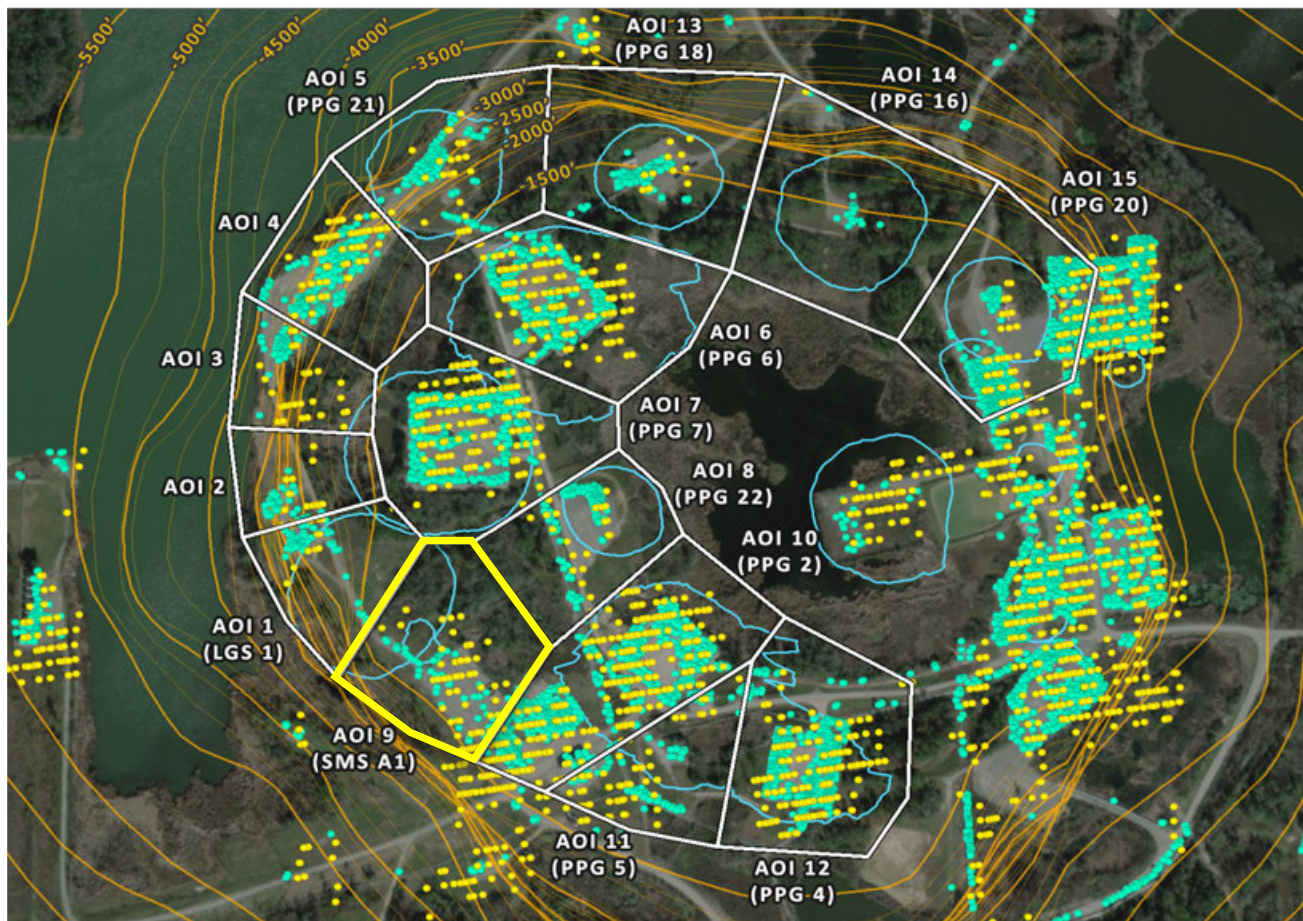 -5500'
-5000'
-4500'
-4000'
-3500'
-3000'
-2500'
-2000'
-1500'
AOI 13
(PPG 18)
AOI 14
(PPG 16)
AOI 5
(PPG 21)
AOI 15
(PPG 20)
AOI 4
AOI 3
AOI 6
(PPG 6)
AOI 7
(PPG 7)
AOI 8
(PPG 22)
AOI 2
AOI 10
(PPG 2)
AOI 1
(LGS 1)
AOI 9
(SMS A1)
AOI 11
(PPG 5)
AOI 12
(PPG 4)